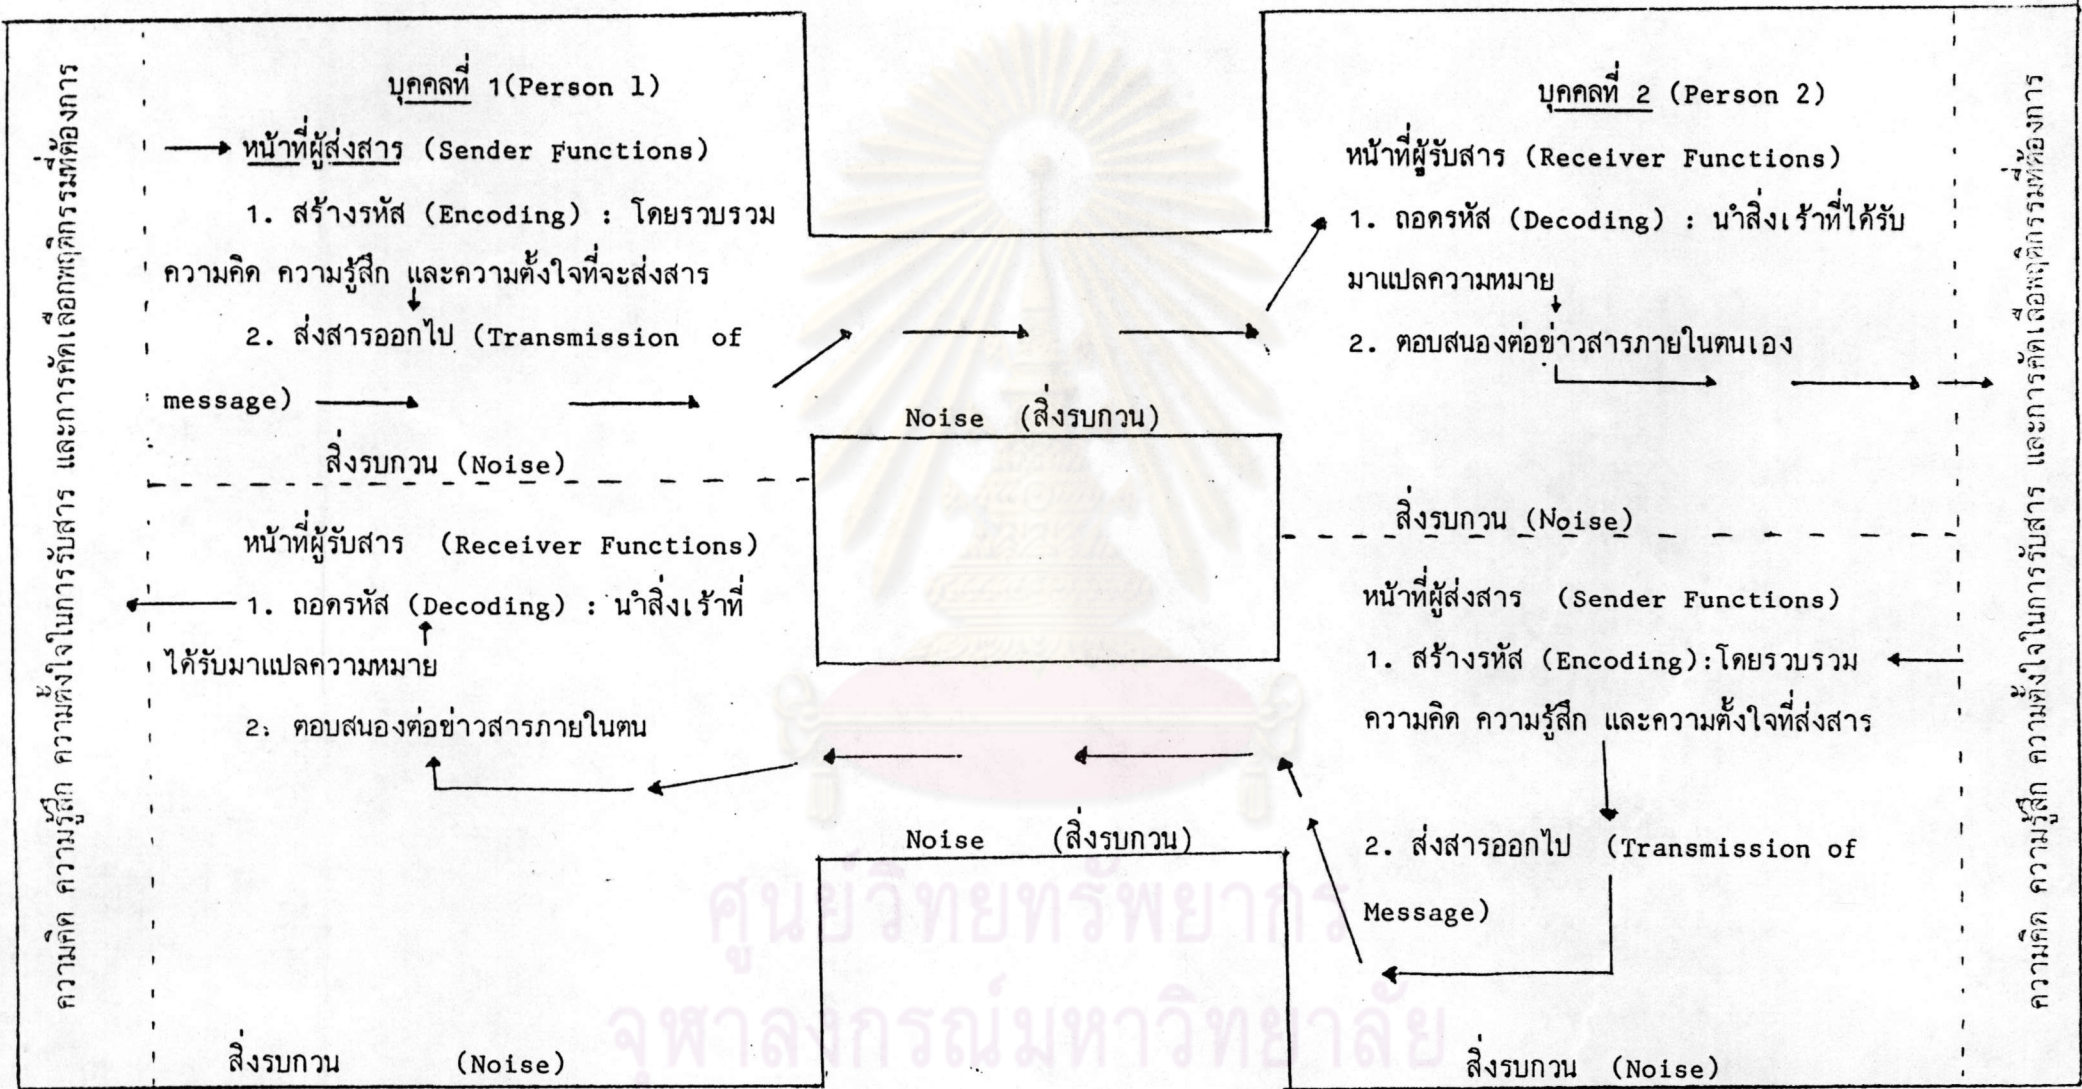 ความคิด ความรู้สึก ความตั้งใจในการรับสาร และการคัดเลือกพฤติกรรมที่ต้องการ
บุคคลที่ 1(Person 1)
หน้าที่ผู้ส่งสาร (Sender Functions)
1. สร้างรหัส (Encoding) : โดยรวบรวม
ความคิด ความรู้สึก และความตั้งใจที่จะส่งสาร
2. ส่งสารออกไป (Transmission of
message)
สิ่งรบกวน (Noise)
หน้าที่ผู้รับสาร (Receiver Functions)
1. ถอดรหัส (Decoding) : นำสิ่งเร้าที่
ได้รับมาแปลความหมาย
2. ตอบสนองต่อข่าวสารภายในตน
สิ่งรบกวน (Noise)
Noise (สิ่งรบกวน)
Noise (สิ่งรบกวน)
บุคคลที่ 2 (Person 2)
หน้าที่ผู้รับสาร (Receiver Functions)
1. ถอดรหัส (Decoding) : นำสิ่งเร้าที่ได้รับ
มาแปลความหมาย
2. ตอบสนองต่อข่าวสารภายในตนเอง
สิ่งรบกวน (Noise)
หน้าที่ผู้ส่งสาร (Sender Functions)
1. สร้างรหัส (Encoding):โดยรวบรวม
ความคิด ความรู้สึก และความตั้งใจที่ส่งสาร
2. ส่งสารออกไป (Transmission of
Message)
สิ่งรบกวน (Noise)
ความคิด ความรู้สึก ความตั้งใจในการรับสาร และการคัดเลือพฤติกรรมที่ต้องการ
ศูนย์วิทยทรัพยากร
จุฬาลงกรณ์มหาวิทยาลัย